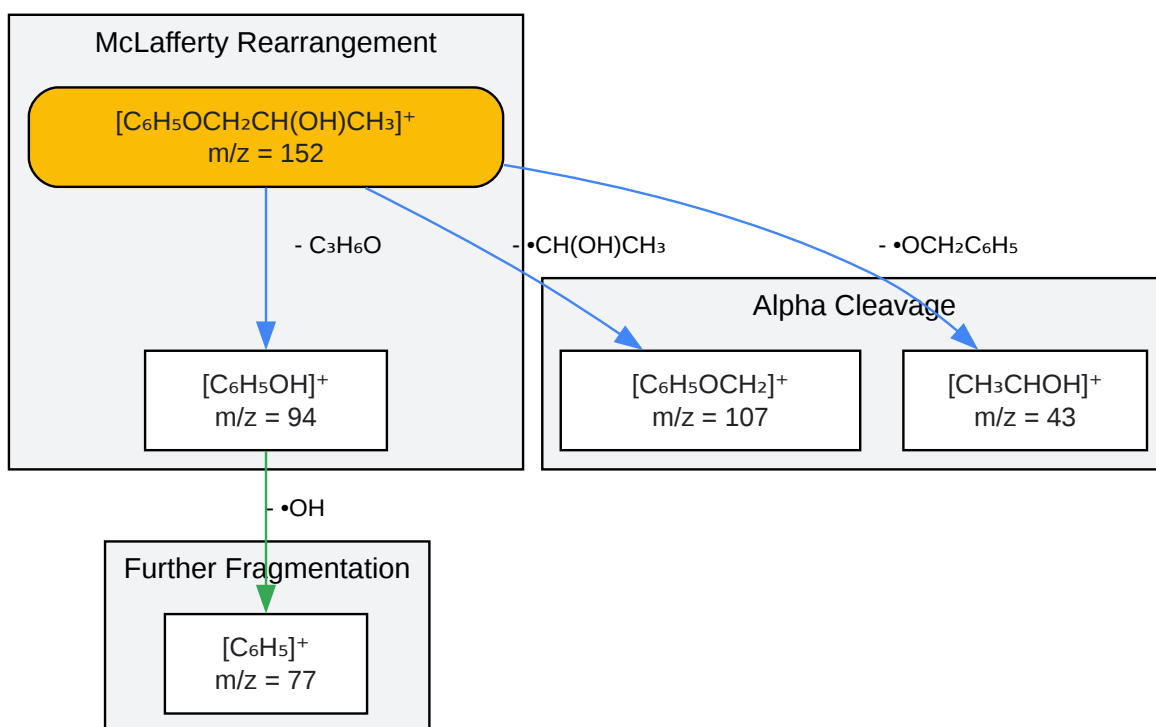 McLafferty Rearrangement
[C₆H₅OCH₂CH(OH)CH₃]⁺
m/z = 152
- C₃H₆O
- •CH(OH)CH₃
- •OCH₂C₆H₅
Alpha Cleavage
[C₆H₅OH]⁺
m/z = 94
[C₆H₅OCH₂]⁺
m/z = 107
[CH₃CHOH]⁺
m/z = 43
- •OH
Further Fragmentation
[C₆H₅]⁺
m/z = 77